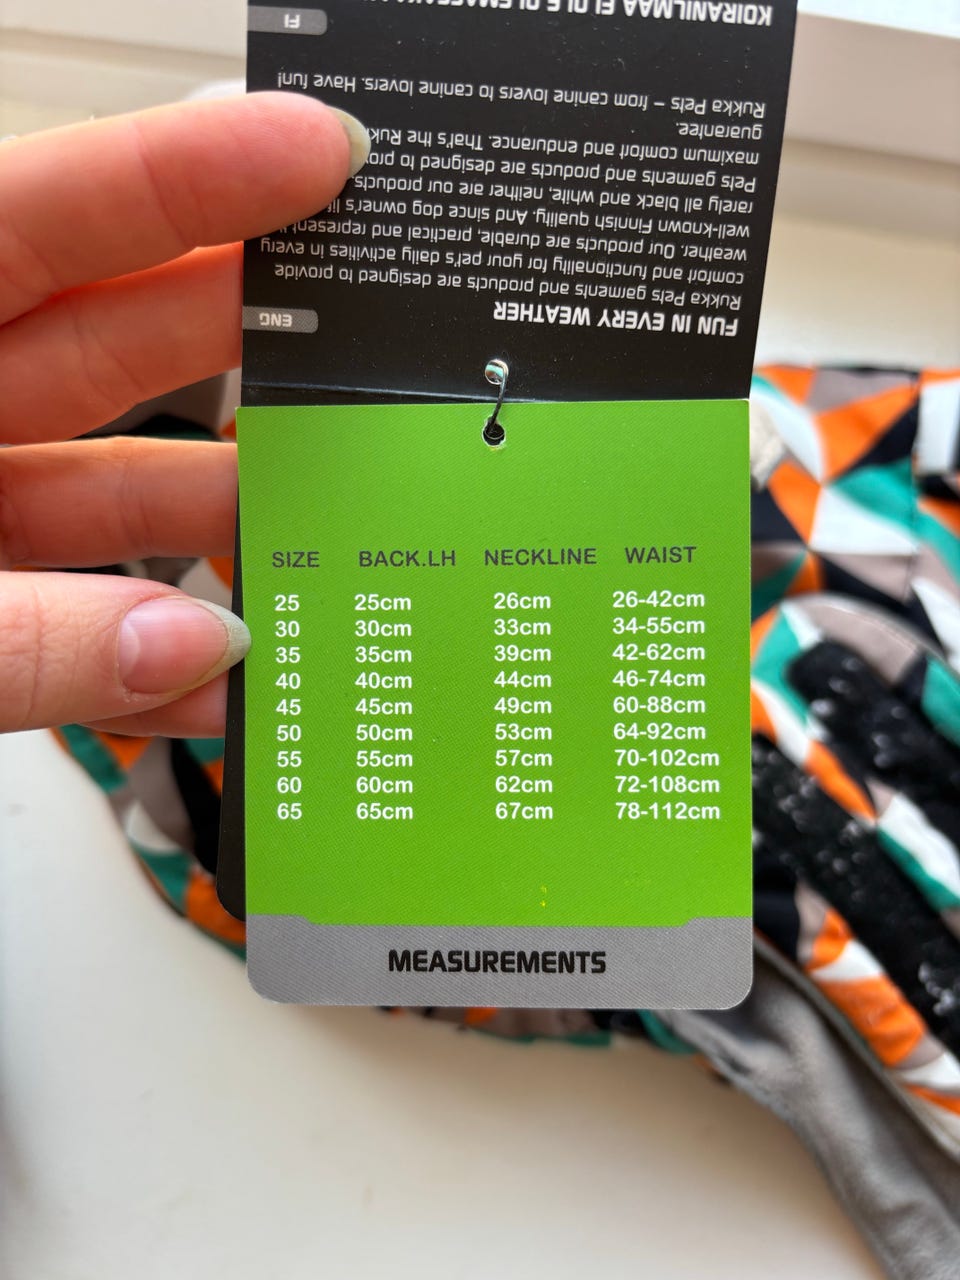 KOIRANILMAA EI OLE OLEMASSAKA
FI
FUN IN EVERY WEATHER
ENG
Rukka Pets garments and products are designed to provide
comfort and functionality for your pet's daily activities in every
weather. Our products are durable, practical and represent
well-known Finnish quality. And since dog owner's
rarely all black and white, neither are our products.
Pets garments and products are designed to
maximum comfort and endurance. That's the
guarantee.
Rukka Pets – from canine lovers to canine lovers. Have fun!
SIZE BACK.LH NECKLINE WAIST
25 25cm 26cm 26-42cm
30 30cm 33cm 34-55cm
35 35cm 39cm 42-62cm
40 40cm 44cm 46-74cm
45 45cm 49cm 60-88cm
50 50cm 53cm 64-92cm
55 55cm 57cm 70-102cm
60 60cm 62cm 72-108cm
65 65cm 67cm 78-112cm
MEASUREMENTS